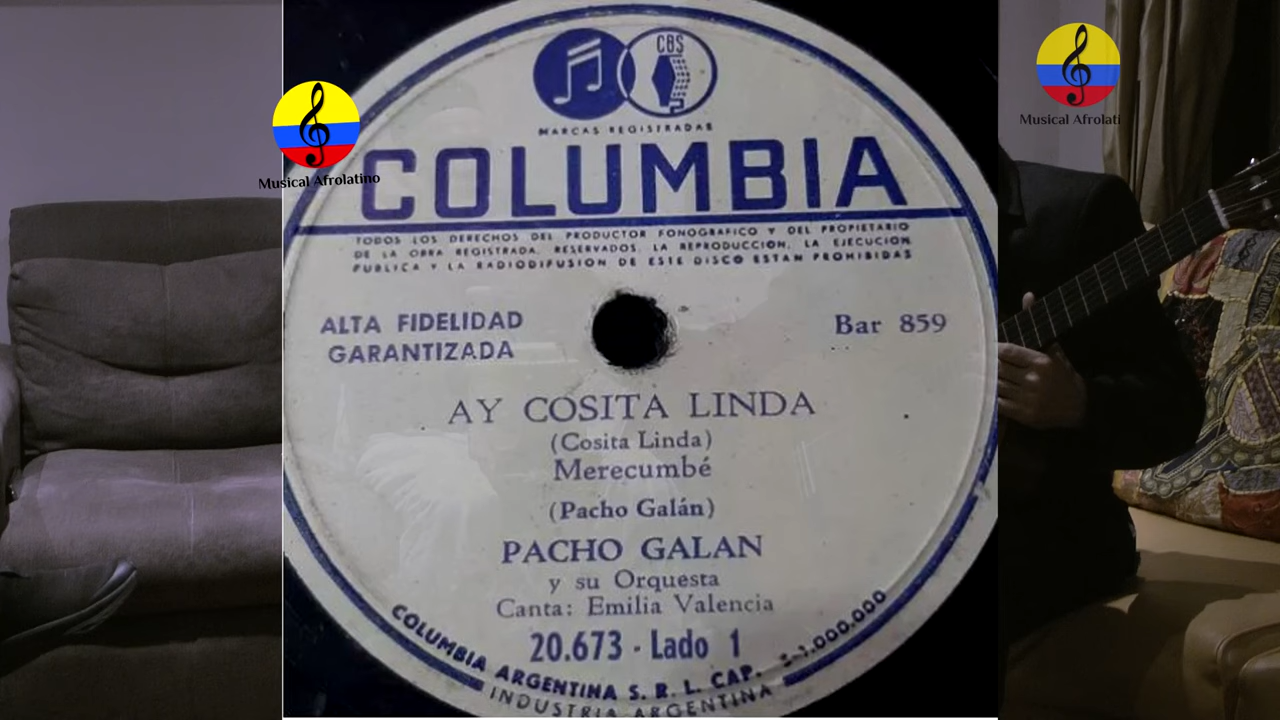 CBS
MARCAS REGISTRADAS
COLUMBIA
TODOS LOS DERECHOS DEL PRODUCTOR FONOGRAFICO Y DEL PROPIETARIO
DE LA OBRA REGISTRADA, RESERVADOS. LA REPRODUCCION, LA EJECUCION
PUBLICA Y LA RADIODIFUSION DE ESTE DISCO ESTAN PROHIBIDAS
ALTA FIDELIDAD
GARANTIZADA
Bar 859
AY COSITA LINDA
(Cosita Linda)
Merecumbé
(Pacho Galán)
PACHO GALAN
y su Orquesta
Canta: Emilia Valencia
20.673 - Lado 1
COLUMBIA ARGENTINA S. R. L. CAP. $ 1.000.000
INDUSTRIA ARGENTINA
Musical Afrolatino
Musical Afrolati